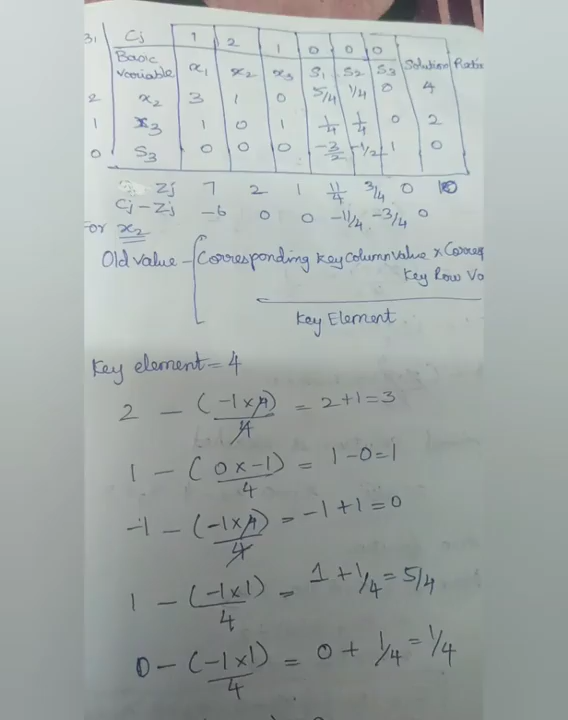 31 Cj 1 2 1 0 0 0
Basic variable x1 x2 x3 S1 S2 S3 Solution Ratio
2 x2 3 1 0 5/4 1/4 0 4
1 x3 1 0 1 1/4 1/4 0 2
0 S3 0 0 0 -3/2 -1/2 1 0
Zj 7 2 1 11/4 3/4 0 10
Cj-Zj -6 0 0 -11/4 -3/4 0
For x2
Old value - (Corresponding key column value x Corres
Key Row Va
Key Element
Key element = 4
2 - (-1x4)/4 = 2+1=3
1 - (0x-1)/4 = 1-0=1
-1 - (-1x4)/4 = -1+1=0
1 - (-1x1)/4 = 1+1/4=5/4
0 - (-1x1)/4 = 0+1/4=1/4